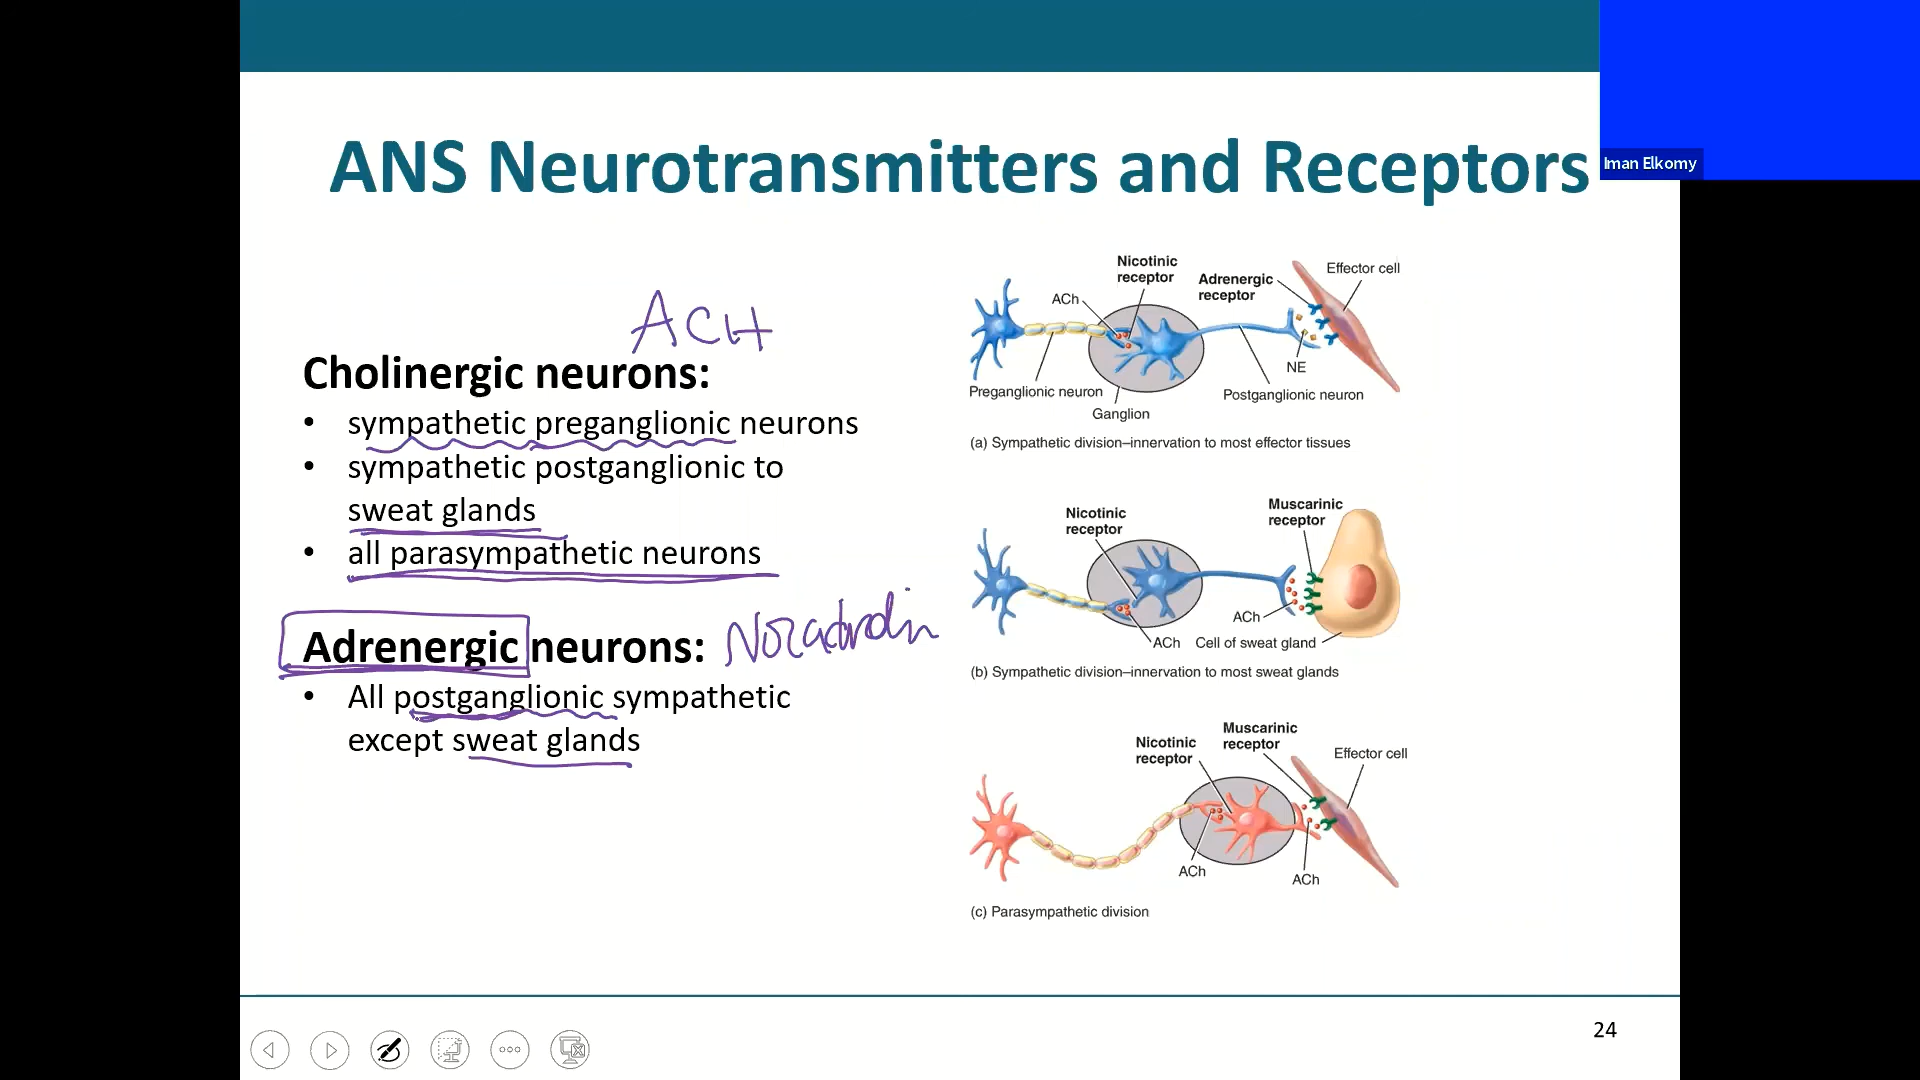 ANS Neurotransmitters and Receptors
Iman Elkomy
ACH
Cholinergic neurons:
• sympathetic preganglionic neurons
• sympathetic postganglionic to
sweat glands
• all parasympathetic neurons
Adrenergic neurons:
• All postganglionic sympathetic
except sweat glands
Nicotinic
receptor
Adrenergic
receptor
Effector cell
ACh
NE
Preganglionic neuron
Postganglionic neuron
Ganglion
(a) Sympathetic division–innervation to most effector tissues
Nicotinic
receptor
Muscarinic
receptor
ACh
ACh
Cell of sweat gland
(b) Sympathetic division–innervation to most sweat glands
Nicotinic
receptor
Muscarinic
receptor
Effector cell
ACh
ACh
(c) Parasympathetic division
24